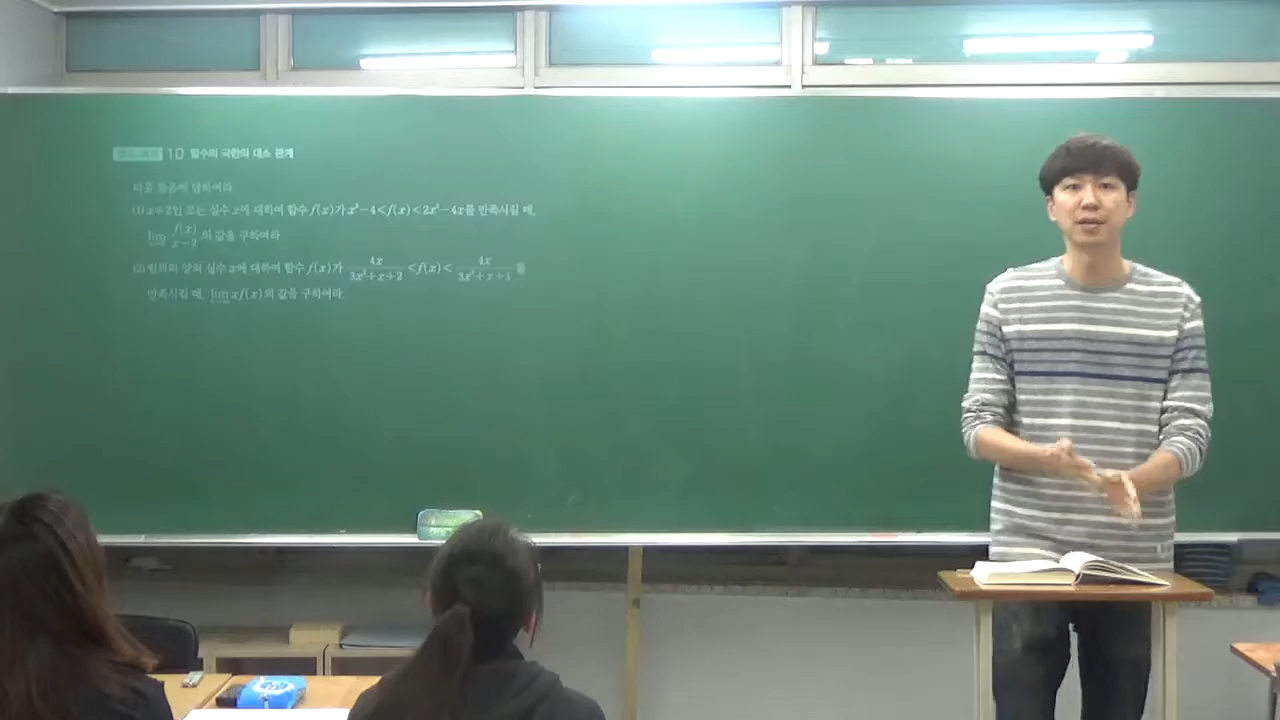 10 함수의 극한의 대소 관계
다음 물음에 답하여라.
(1) x≠2인 모든 실수 x에 대하여 함수 f(x)가 x²-4<f(x)<2x²-4x를 만족시킬 때,
lim f(x)/x-2 의 값을 구하여라.
(2) 임의의 양의 실수 x에 대하여 함수 f(x)가 4x/3x²+x+2 <f(x)< 4x/3x²+x+1 를
만족시킬 때, lim xf(x)의 값을 구하여라.